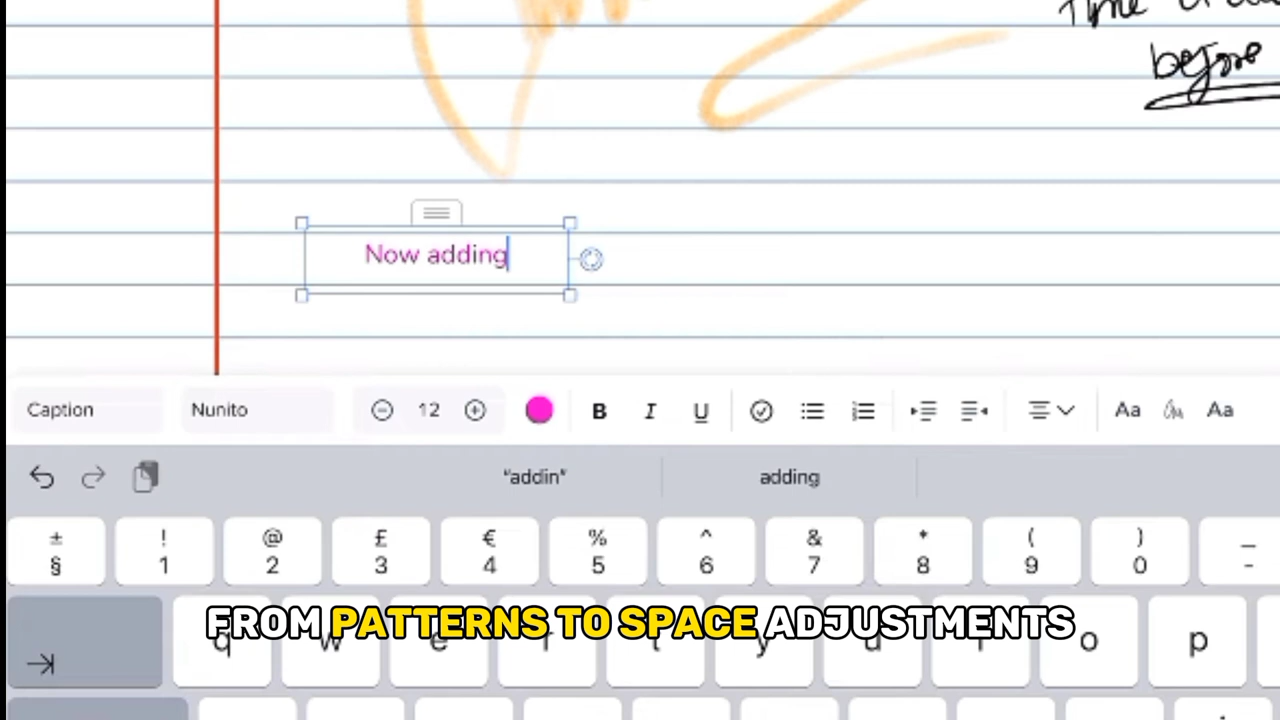 before
Now adding
Caption Nunito 12 B I U Aa Aa
"addin" adding
± ! @ £ € % ^ & * ( ) _
§ 1 2 3 4 5 6 7 8 9 0 -
FROM PATTERNS TO SPACE ADJUSTMENTS
q w e r t y u i o p